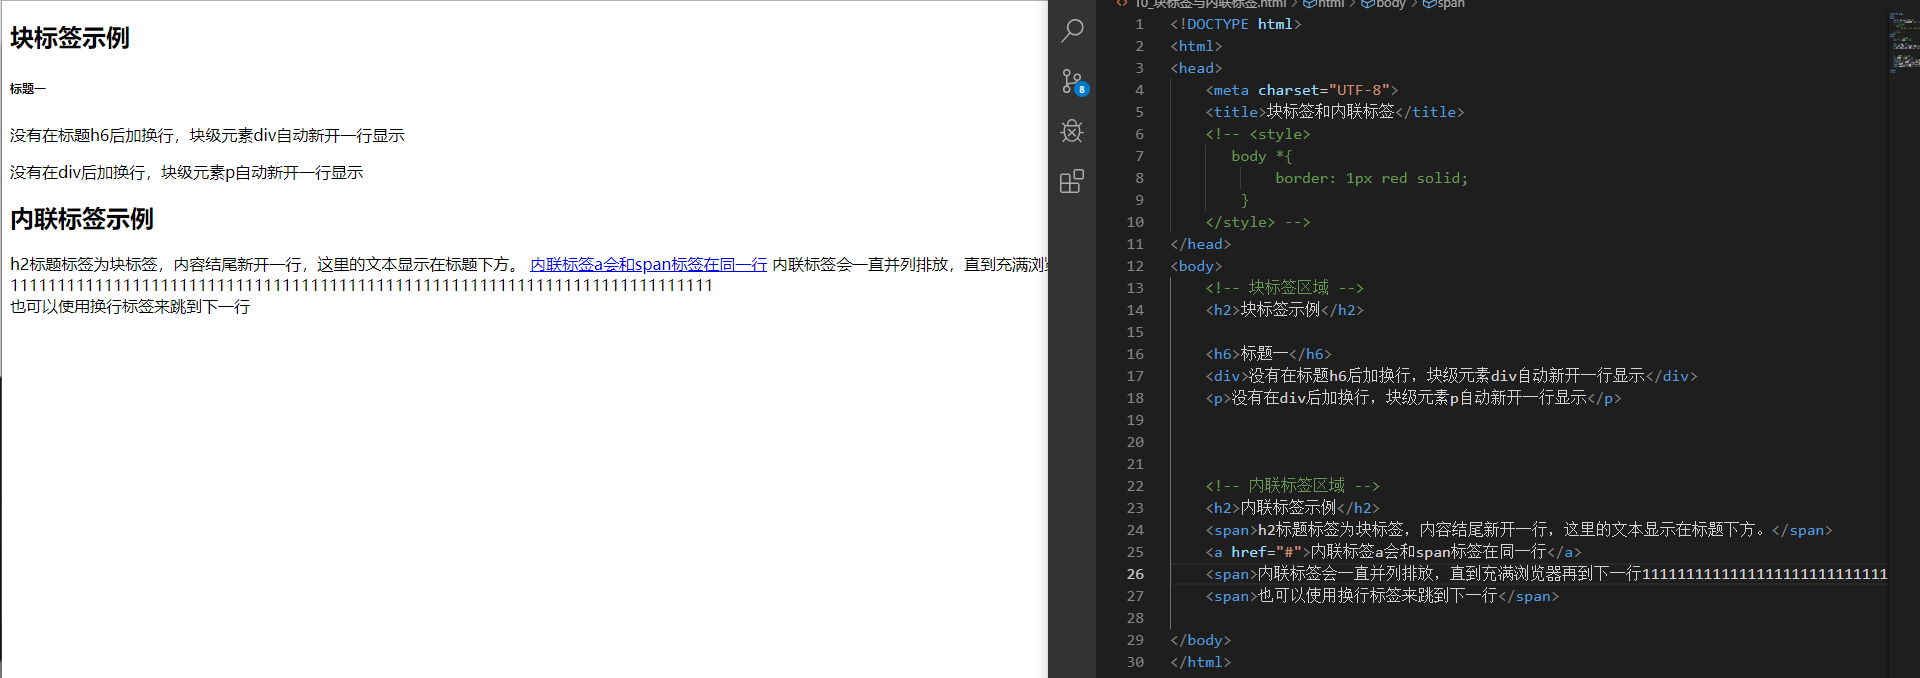 块标签示例
标题一
没有在标题h6后加换行，块级元素div自动新开一行显示
没有在div后加换行，块级元素p自动新开一行显示
内联标签示例
h2标题标签为块标签，内容结尾新开一行，这里的文本显示在标题下方。 内联标签a会和span标签在同一行 内联标签会一直并列排放，直到充满浏
也可以使用换行标签来跳到下一行
8
10_块标签与内联标签.html > html > body > span
1 <!DOCTYPE html>
2 <html>
3 <head>
4 <meta charset="UTF-8">
5 <title>块标签和内联标签</title>
6 <!-- <style>
7 body *{
8 border: 1px red solid;
9 }
10 </style> -->
11 </head>
12 <body>
13 <!-- 块标签区域 -->
14 <h2>块标签示例</h2>
15
16 <h6>标题一</h6>
17 <div>没有在标题h6后加换行，块级元素div自动新开一行显示</div>
18 <p>没有在div后加换行，块级元素p自动新开一行显示</p>
19
20
21
22 <!-- 内联标签区域 -->
23 <h2>内联标签示例</h2>
24 <span>h2标题标签为块标签，内容结尾新开一行，这里的文本显示在标题下方。</span>
25 <a href="#">内联标签a会和span标签在同一行</a>
26 <span>内联标签会一直并列排放，直到充满浏览器再到下一行1111111111111111111111111111
27 <span>也可以使用换行标签来跳到下一行</span>
28
29 </body>
30 </html>